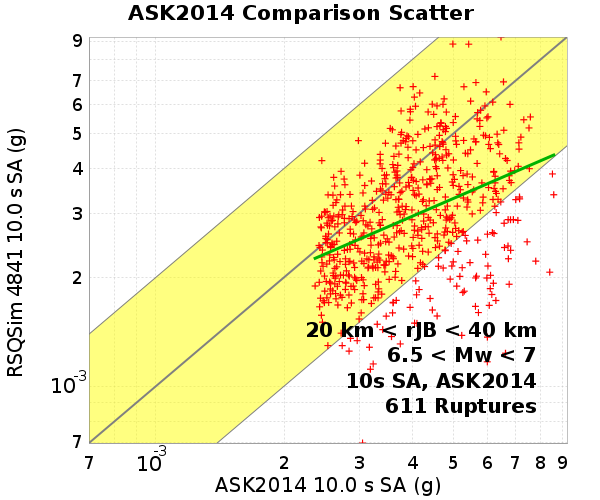 ASK2014 Comparison Scatter
RSQSim 4841 10.0 s SA (g)
9
7
6
5
4
3
2
10-3
7
20 km < rJB < 40 km
6.5 < Mw < 7
10s SA, ASK2014
611 Ruptures
7 10-3 2 3 4 5 6 7 8 9
ASK2014 10.0 s SA (g)